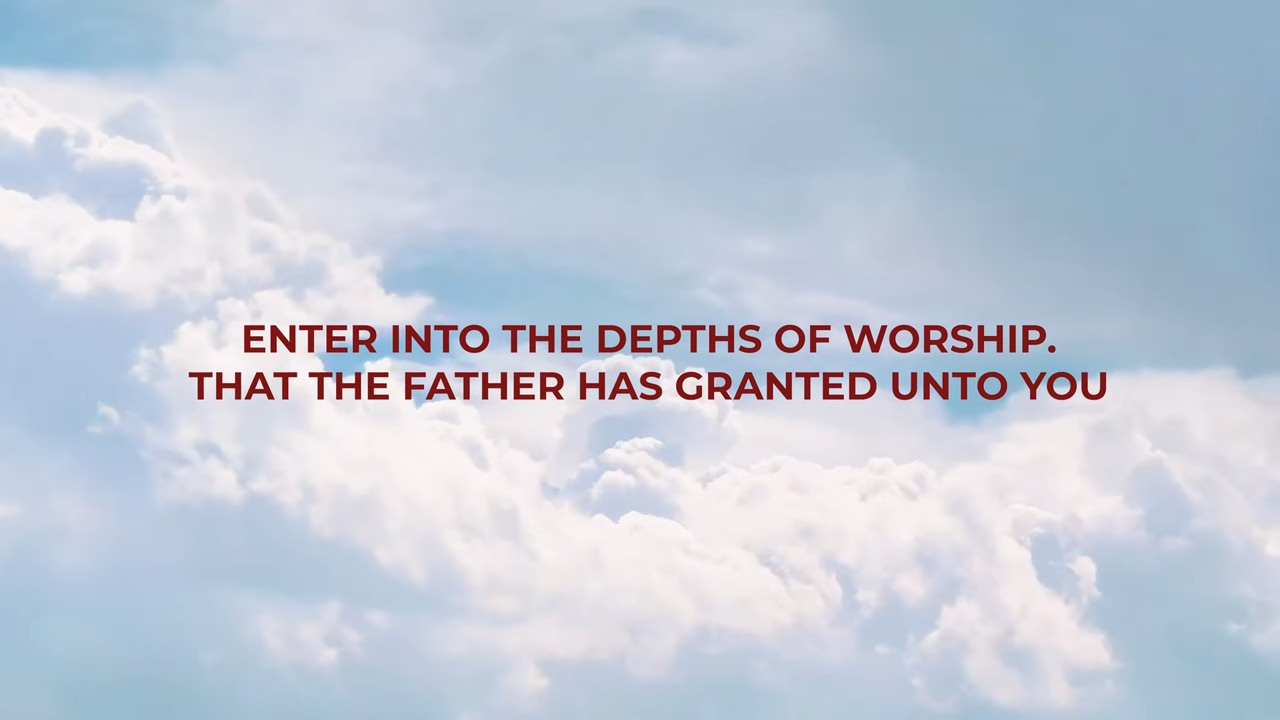 ENTER INTO THE DEPTHS OF WORSHIP.
THAT THE FATHER HAS GRANTED UNTO YOU